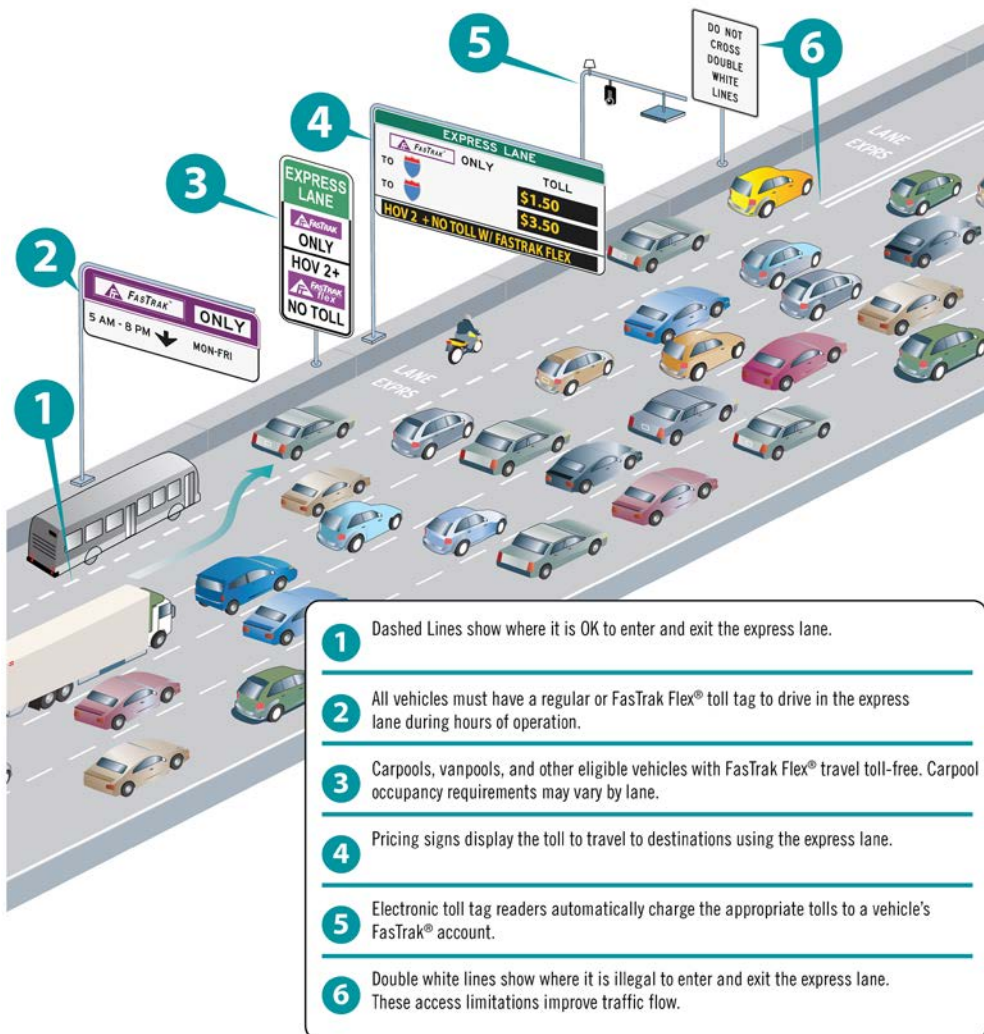 5
6
DO NOT
CROSS
DOUBLE
WHITE
LINES
4
EXPRESS LANE
FASTRAK™ ONLY
TO
TO
TOLL
$1.50
$3.50
HOV 2 + NO TOLL W/ FASTRAK FLEX
3
EXPRESS
LANE
FASTRAK
ONLY
HOV 2+
FASTRAK
flex
NO TOLL
2
FASTRAK™ ONLY
5 AM - 8 PM MON-FRI
1
LANE
EXPRS
LANE
EXPRS
1 Dashed Lines show where it is OK to enter and exit the express lane.
2 All vehicles must have a regular or FasTrak Flex® toll tag to drive in the express
lane during hours of operation.
3 Carpools, vanpools, and other eligible vehicles with FasTrak Flex® travel toll-free. Carpool
occupancy requirements may vary by lane.
4 Pricing signs display the toll to travel to destinations using the express lane.
5 Electronic toll tag readers automatically charge the appropriate tolls to a vehicle's
FasTrak® account.
6 Double white lines show where it is illegal to enter and exit the express lane.
These access limitations improve traffic flow.